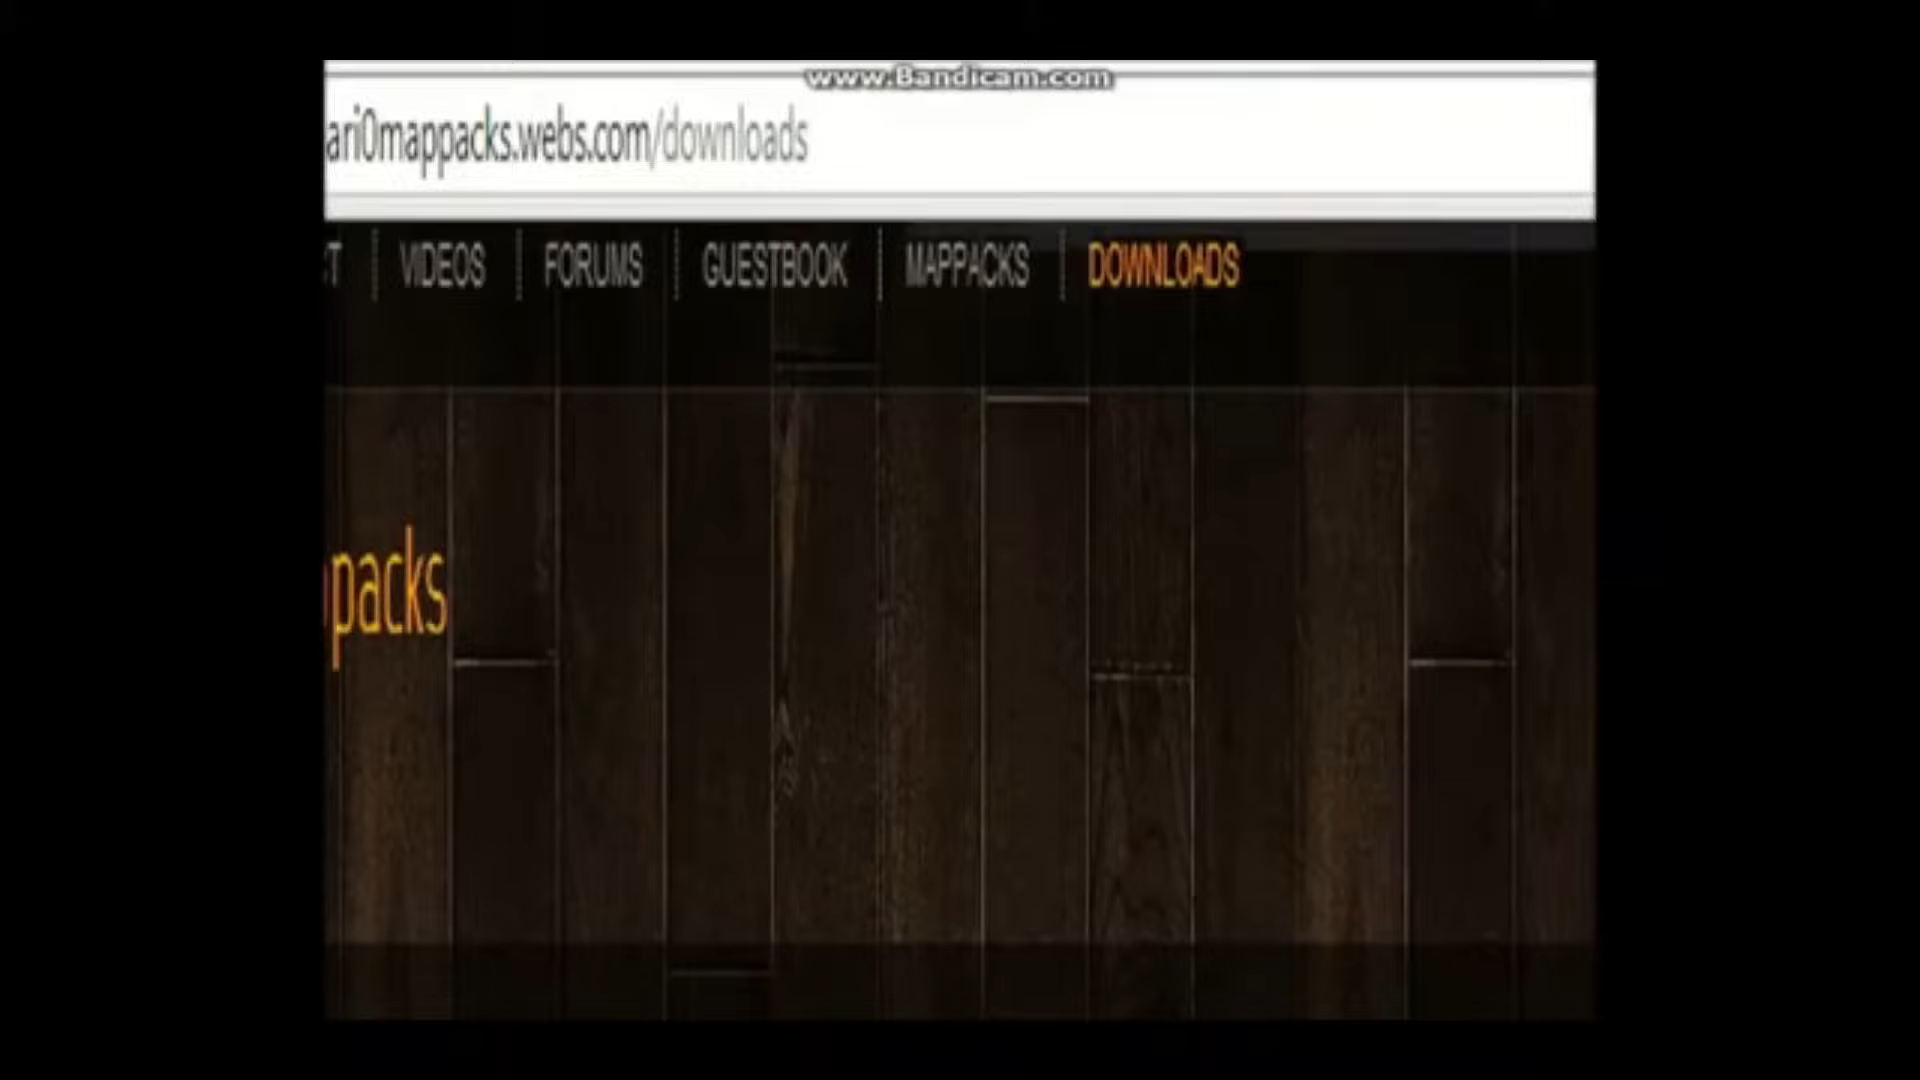 www.Bandicam.com
ari0mappacks.webs.com/downloads
VIDEOS FORUMS GUESTBOOK MAPPACKS DOWNLOADS
packs